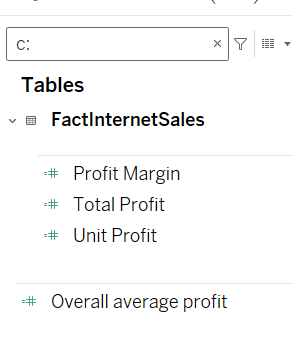 c:
Tables
FactInternetSales
Profit Margin
Total Profit
Unit Profit
Overall average profit